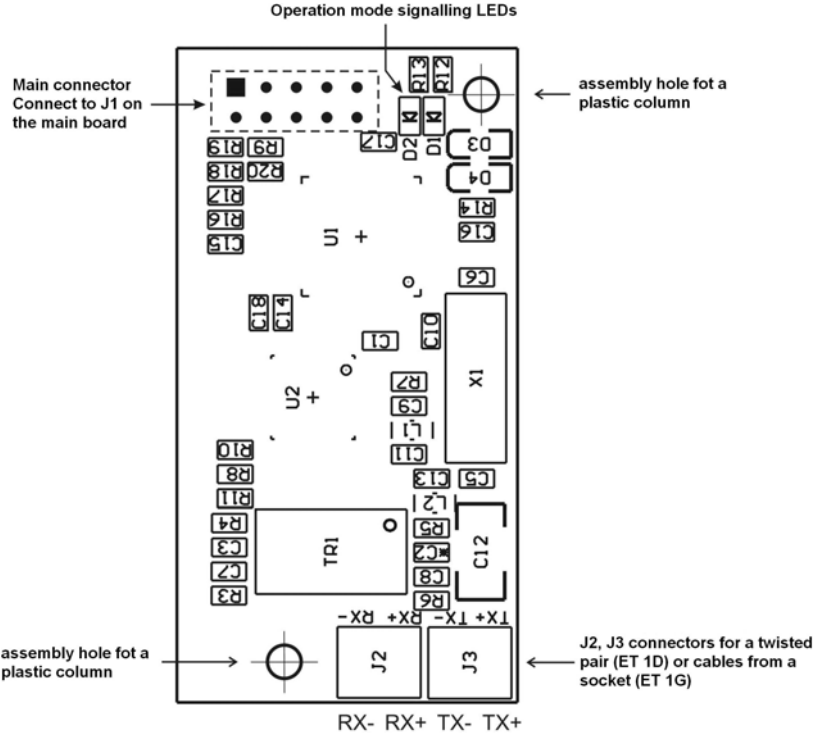 Operation mode signalling LEDs
Main connector
Connect to J1 on
the main board
assembly hole fot a
plastic column
R13
R12
D2
D1
C17
D3
D4
R19
R9
R18
R20
R17
R16
C15
R14
C16
U1
C6
C18
C14
C10
C1
X1
U2
R7
C9
L1
C11
R10
R8
R11
C13
C5
L2
R4
R5
C3
TR1
C2*
C12
C7
C8
R3
R6
RX- RX+ TX- TX+
assembly hole fot a
plastic column
J2
J3
J2, J3 connectors for a twisted
pair (ET 1D) or cables from a
socket (ET 1G)
RX- RX+ TX- TX+